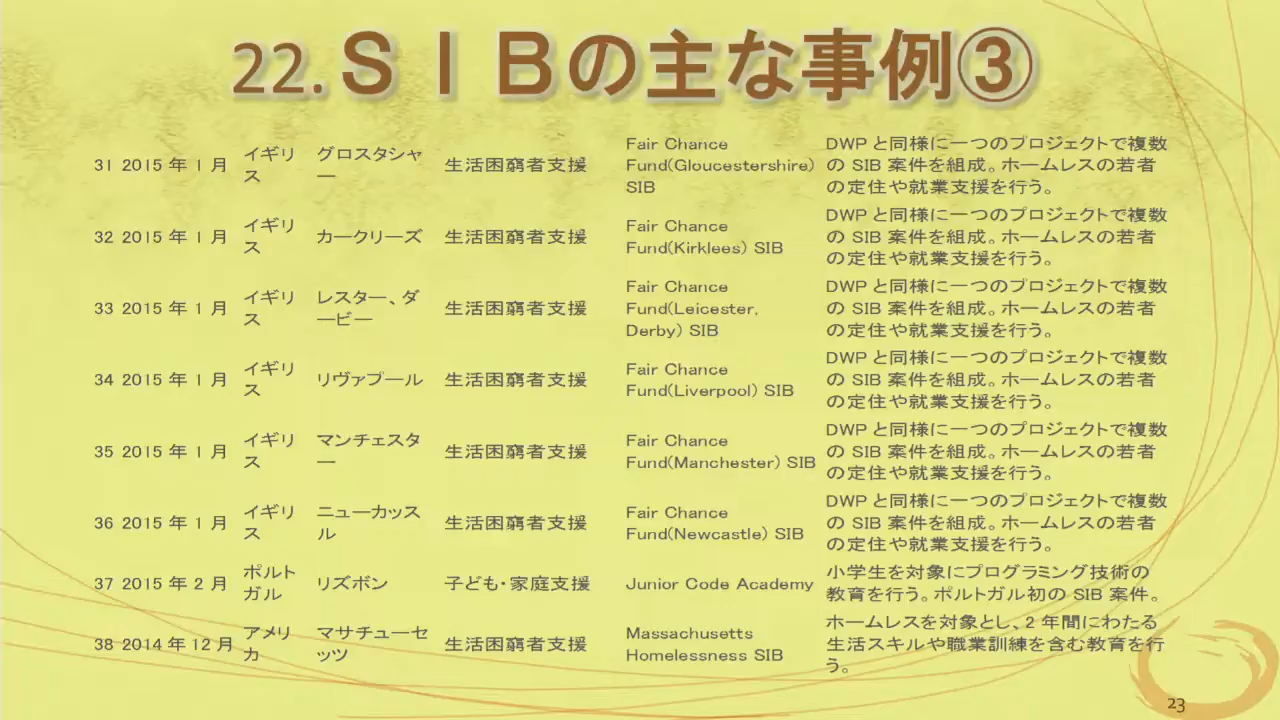 22.ＳＩＢの主な事例③
31 2015 年 1 月 イギリス グロスタシャー 生活困窮者支援 Fair Chance Fund(Gloucestershire) SIB DWP と同様に一つのプロジェクトで複数の SIB 案件を組成。ホームレスの若者の定住や就業支援を行う。
32 2015 年 1 月 イギリス カークリーズ 生活困窮者支援 Fair Chance Fund(Kirklees) SIB DWP と同様に一つのプロジェクトで複数の SIB 案件を組成。ホームレスの若者の定住や就業支援を行う。
33 2015 年 1 月 イギリス レスター、ダービー 生活困窮者支援 Fair Chance Fund(Leicester, Derby) SIB DWP と同様に一つのプロジェクトで複数の SIB 案件を組成。ホームレスの若者の定住や就業支援を行う。
34 2015 年 1 月 イギリス リヴァプール 生活困窮者支援 Fair Chance Fund(Liverpool) SIB DWP と同様に一つのプロジェクトで複数の SIB 案件を組成。ホームレスの若者の定住や就業支援を行う。
35 2015 年 1 月 イギリス マンチェスター 生活困窮者支援 Fair Chance Fund(Manchester) SIB DWP と同様に一つのプロジェクトで複数の SIB 案件を組成。ホームレスの若者の定住や就業支援を行う。
36 2015 年 1 月 イギリス ニューカッスル 生活困窮者支援 Fair Chance Fund(Newcastle) SIB DWP と同様に一つのプロジェクトで複数の SIB 案件を組成。ホームレスの若者の定住や就業支援を行う。
37 2015 年 2 月 ポルトガル リズボン 子ども・家庭支援 Junior Code Academy 小学生を対象にプログラミング技術の教育を行う。ポルトガル初の SIB 案件。
38 2014 年 12 月 アメリカ マサチューセッツ 生活困窮者支援 Massachusetts Homelessness SIB ホームレスを対象とし、2 年間にわたる生活スキルや職業訓練を含む教育を行う。
23